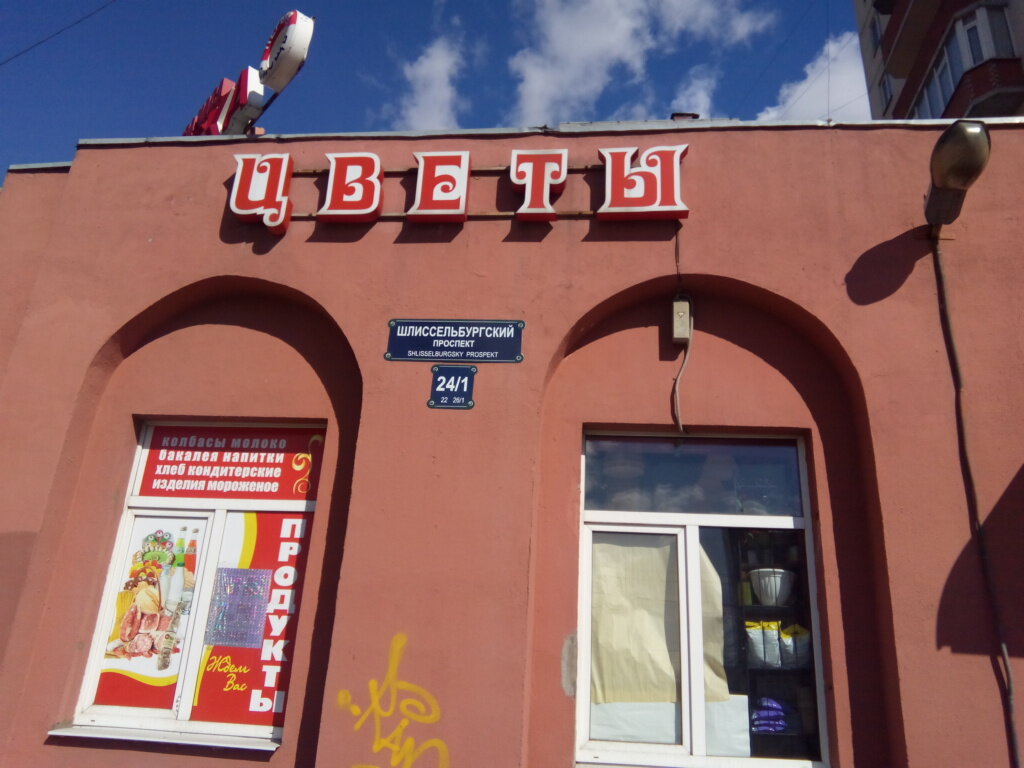 ЦВЕТЫ
ШЛИССЕЛЬБУРГСКИЙ
ПРОСПЕКТ
SHLISSELBURGSKY PROSPEKT
24/1
22 26/1
колбасы молоко
бакалея напитки
хлеб кондитерские
изделия мороженое
ПРОДУКТЫ
Ждем
Вас